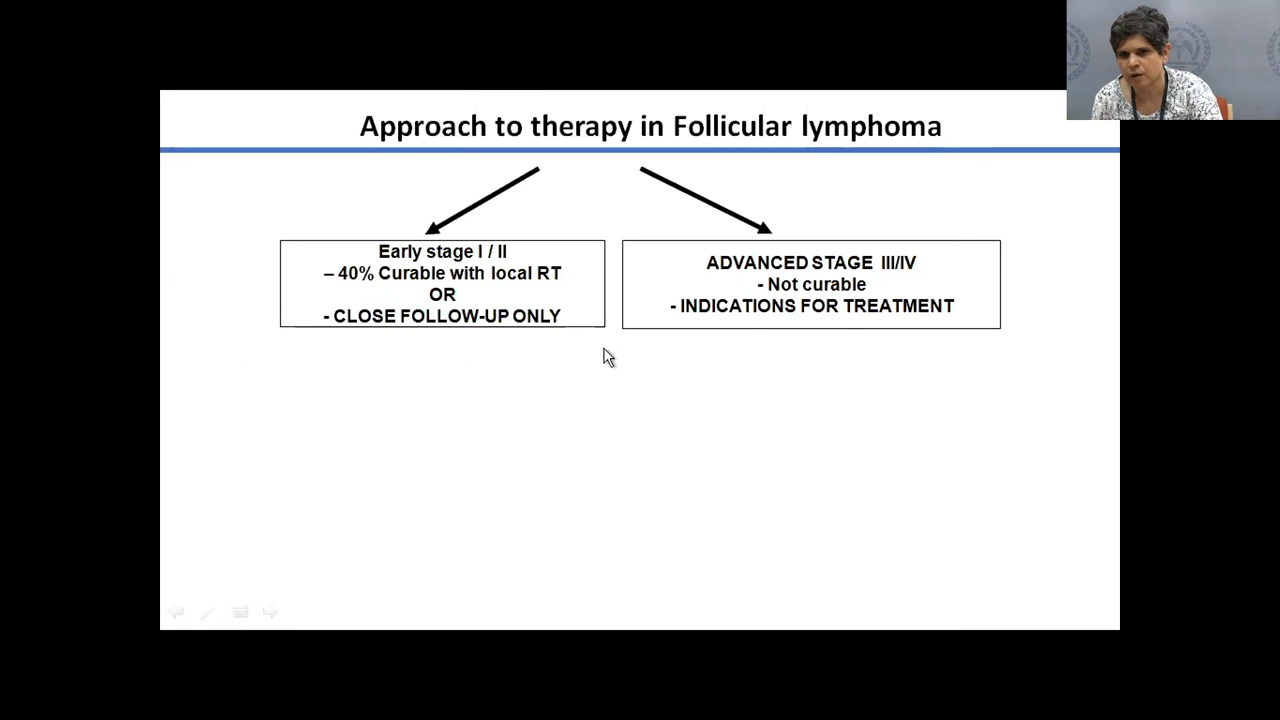 Approach to therapy in Follicular lymphoma
Early stage I / II
– 40% Curable with local RT
OR
- CLOSE FOLLOW-UP ONLY
ADVANCED STAGE III/IV
- Not curable
- INDICATIONS FOR TREATMENT